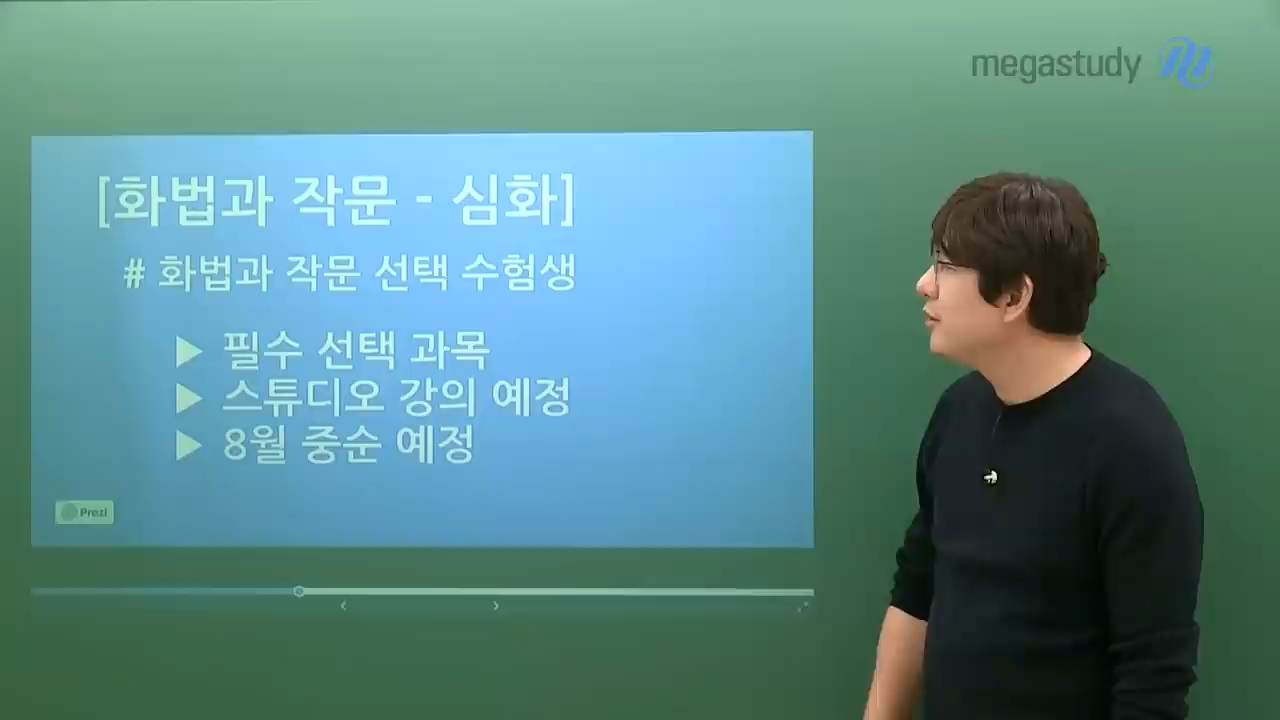 megastudy
[화법과 작문 - 심화]
# 화법과 작문 선택 수험생
▶ 필수 선택 과목
▶ 스튜디오 강의 예정
▶ 8월 중순 예정
Prezi